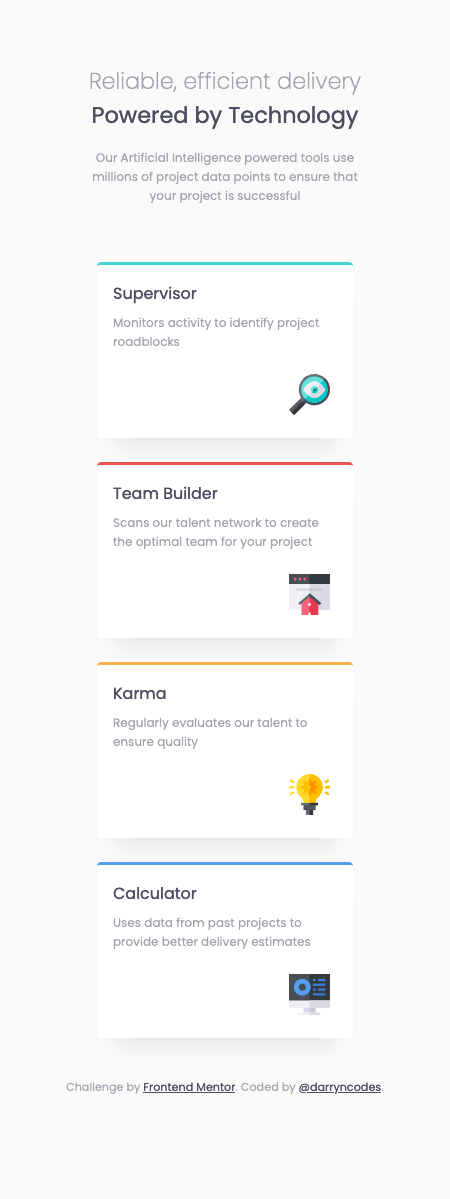 Reliable, efficient delivery
Powered by Technology
Our Artificial Intelligence powered tools use
millions of project data points to ensure that
your project is successful
Supervisor
Monitors activity to identify project
roadblocks
Team Builder
Scans our talent network to create
the optimal team for your project
Karma
Regularly evaluates our talent to
ensure quality
Calculator
Uses data from past projects to
provide better delivery estimates
Challenge by Frontend Mentor. Coded by @darryncodes.